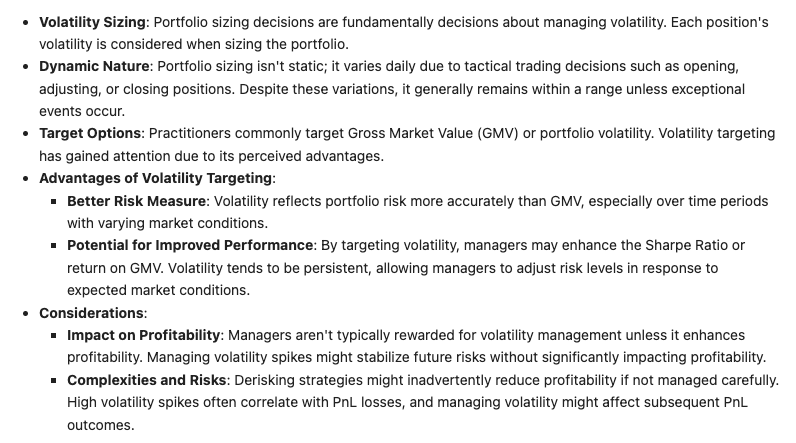 • Volatility Sizing: Portfolio sizing decisions are fundamentally decisions about managing volatility. Each position's
volatility is considered when sizing the portfolio.
• Dynamic Nature: Portfolio sizing isn't static; it varies daily due to tactical trading decisions such as opening,
adjusting, or closing positions. Despite these variations, it generally remains within a range unless exceptional
events occur.
• Target Options: Practitioners commonly target Gross Market Value (GMV) or portfolio volatility. Volatility targeting
has gained attention due to its perceived advantages.
• Advantages of Volatility Targeting:
▪ Better Risk Measure: Volatility reflects portfolio risk more accurately than GMV, especially over time periods
with varying market conditions.
▪ Potential for Improved Performance: By targeting volatility, managers may enhance the Sharpe Ratio or
return on GMV. Volatility tends to be persistent, allowing managers to adjust risk levels in response to
expected market conditions.
• Considerations:
▪ Impact on Profitability: Managers aren't typically rewarded for volatility management unless it enhances
profitability. Managing volatility spikes might stabilize future risks without significantly impacting profitability.
▪ Complexities and Risks: Derisking strategies might inadvertently reduce profitability if not managed carefully.
High volatility spikes often correlate with PnL losses, and managing volatility might affect subsequent PnL
outcomes.